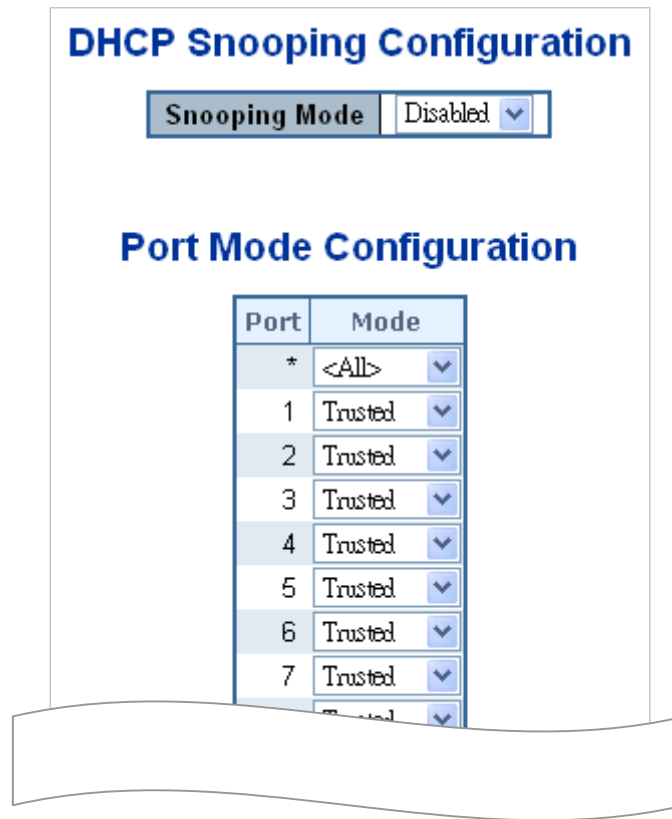 DHCP Snooping Configuration
Snooping Mode Disabled
Port Mode Configuration
Port Mode
* <All>
1 Trusted
2 Trusted
3 Trusted
4 Trusted
5 Trusted
6 Trusted
7 Trusted